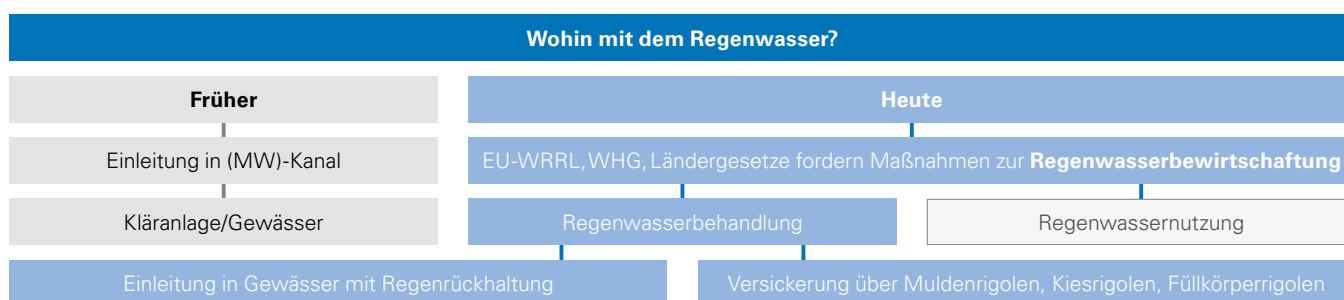 Wohin mit dem Regenwasser?
Früher
Heute
Einleitung in (MW)-Kanal
EU-WRRL, WHG, Ländergesetze fordern Maßnahmen zur Regenwasserbewirtschaftung
Kläranlage/Gewässer
Regenwasserbehandlung
Regenwassernutzung
Einleitung in Gewässer mit Regenrückhaltung
Versickerung über Muldenrigolen, Kiesrigolen, Füllkörperrigolen